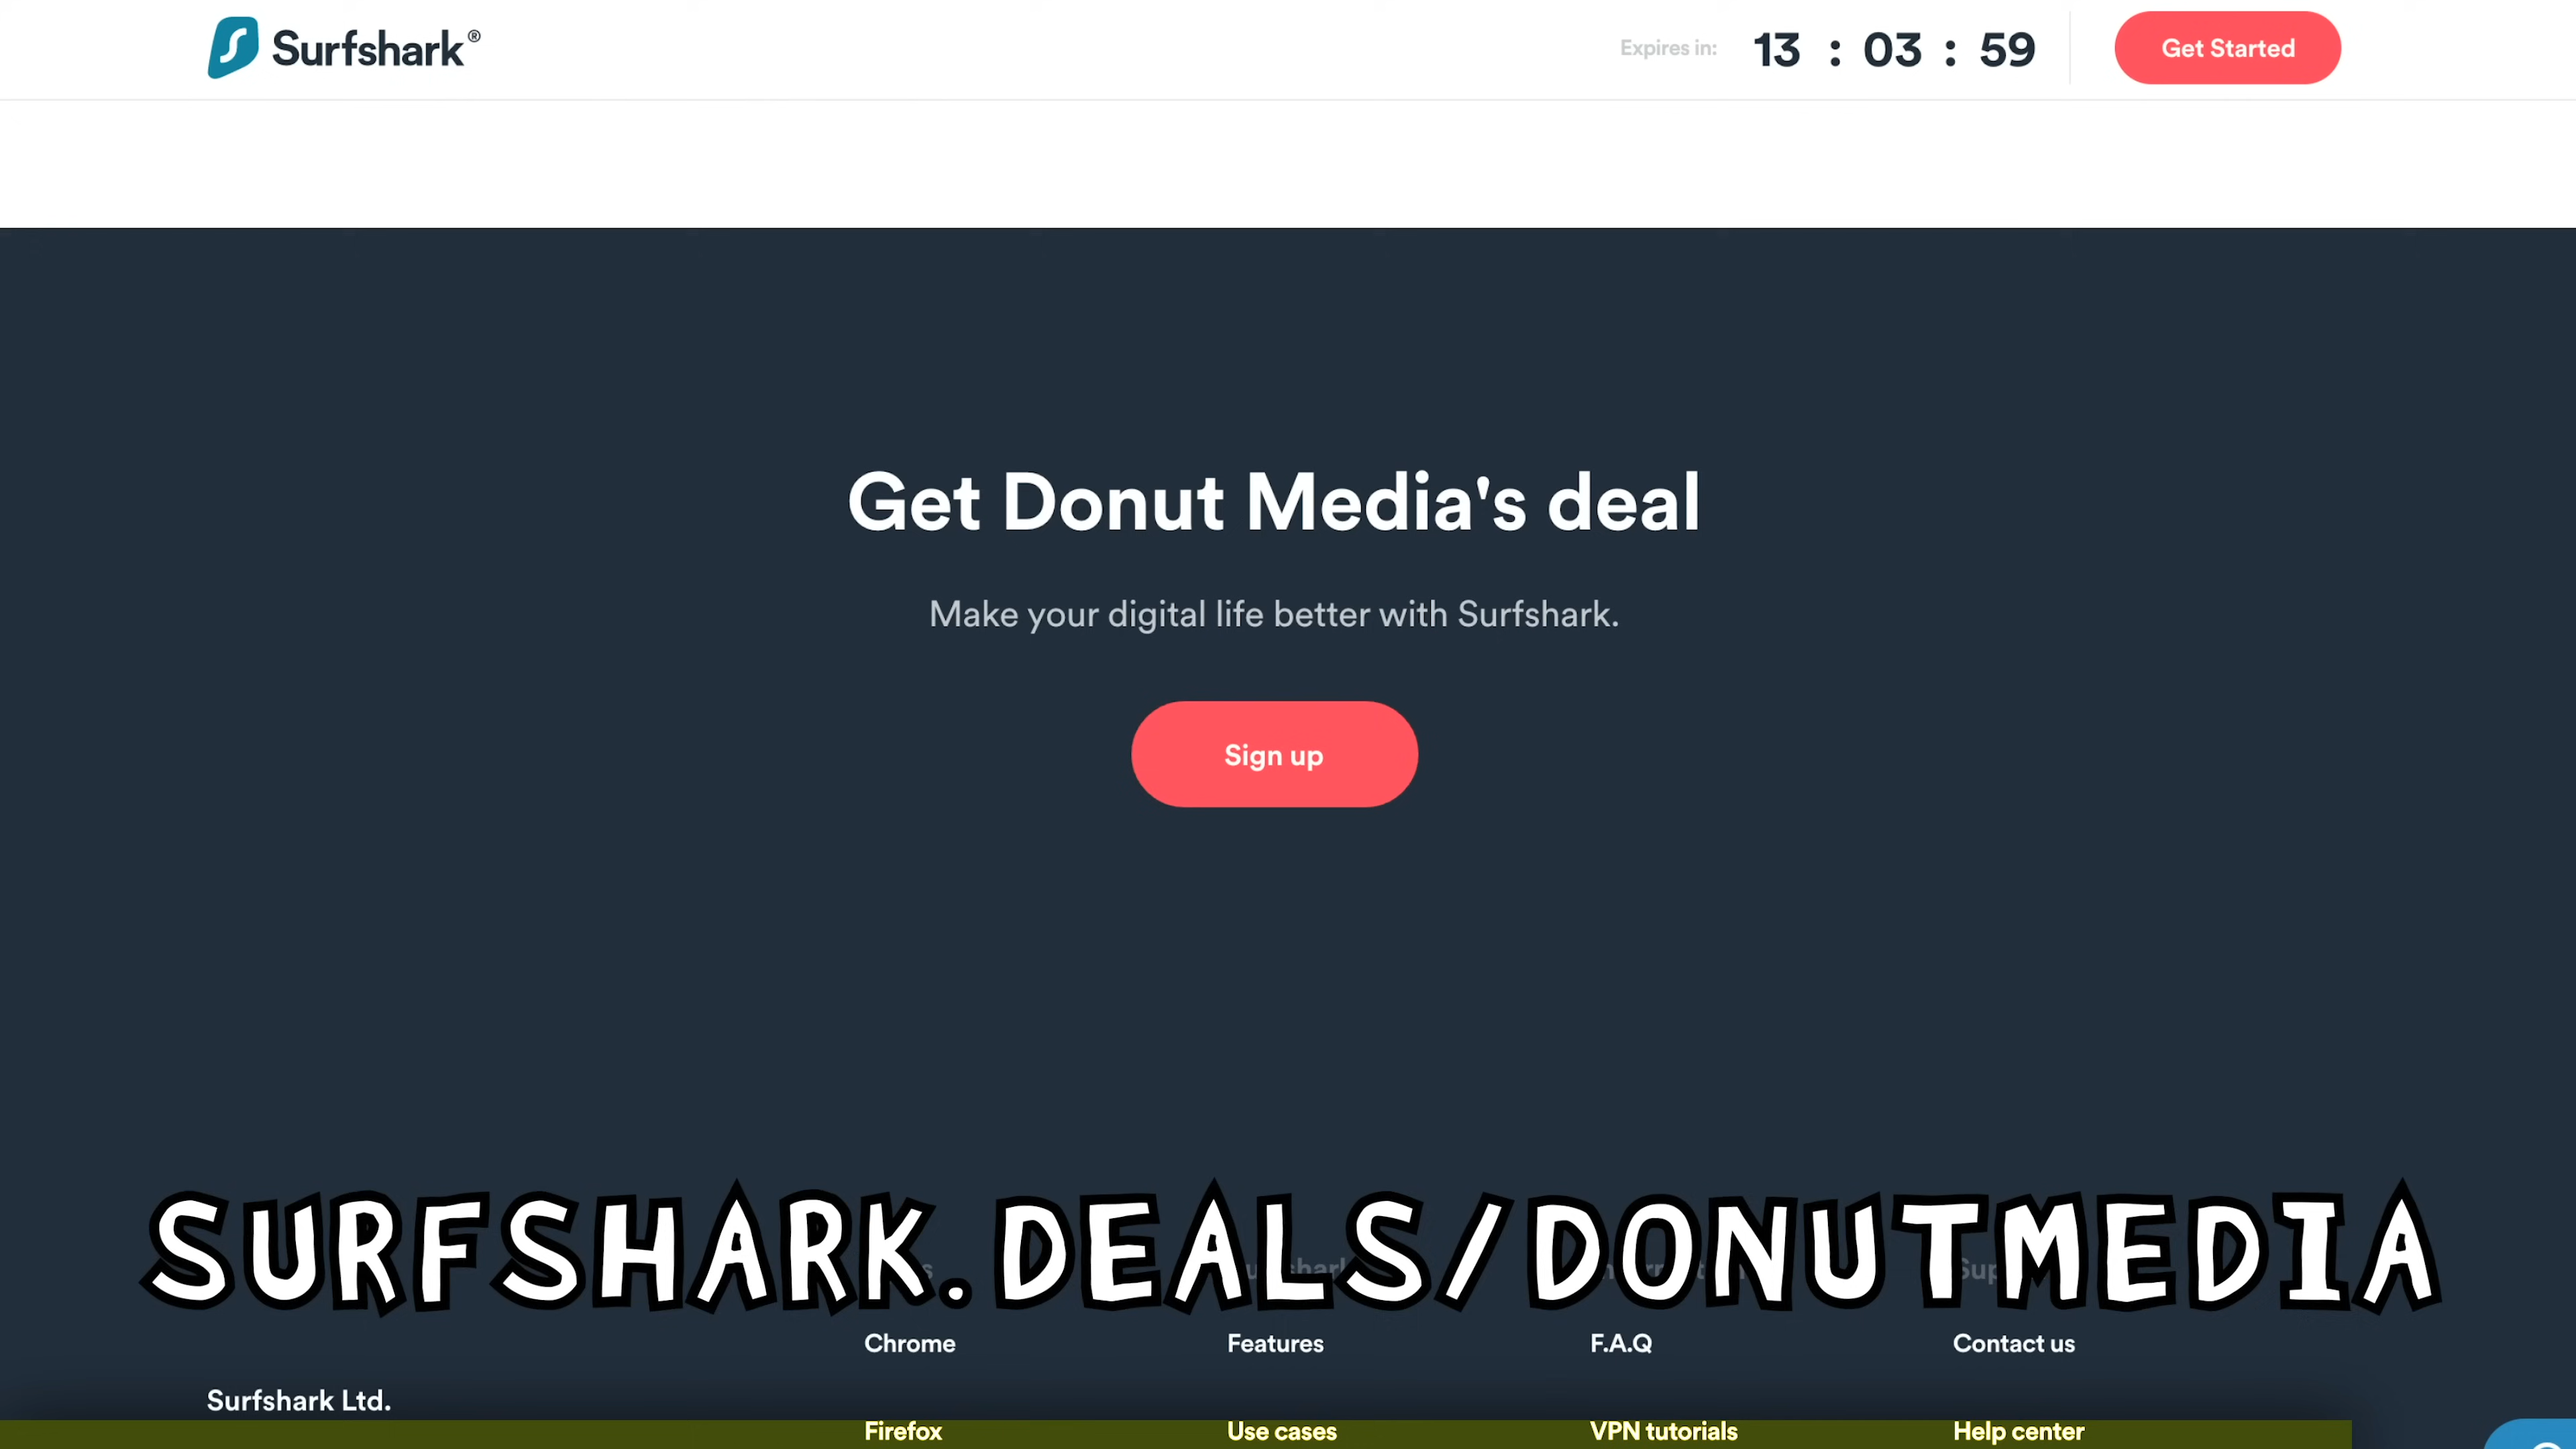 Surfshark®
Expires in: 13 : 03 : 59
Get Started
Get Donut Media's deal
Make your digital life better with Surfshark.
Sign up
SURFSHARK.DEALS/DONUTMEDIA
Chrome Features F.A.Q Contact us
Surfshark Ltd.
Firefox Use cases VPN tutorials Help center